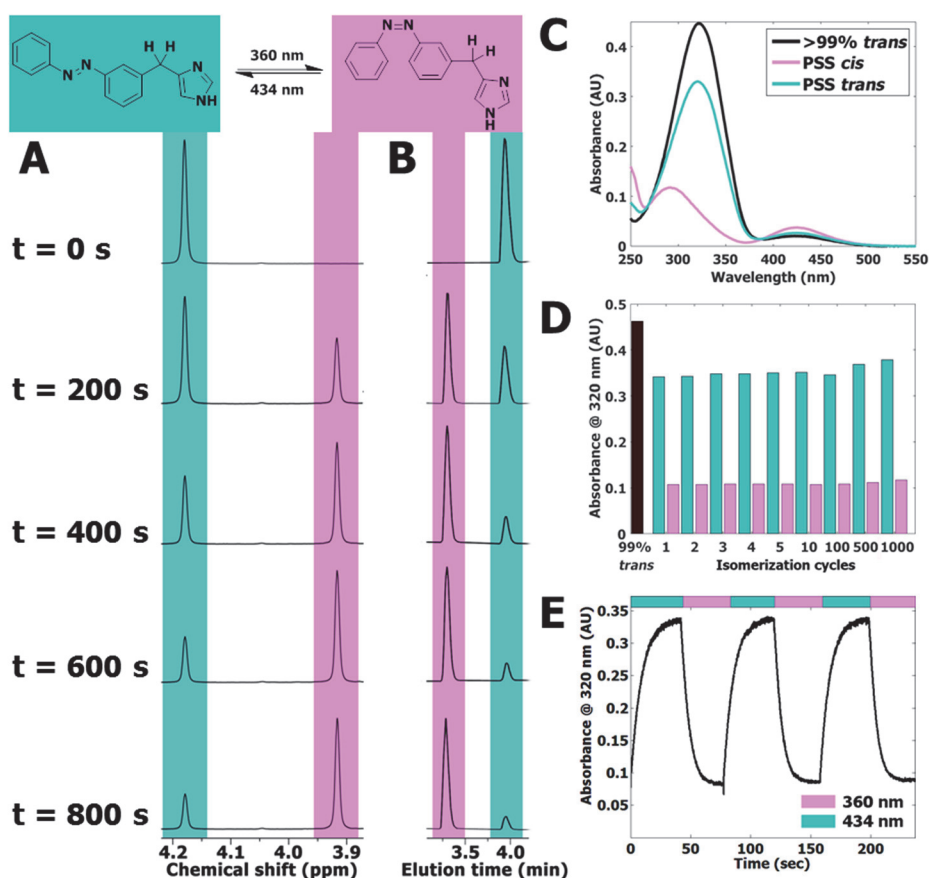 N=N
H H
N
NH
360 nm
434 nm
N=N
H
H
N
N
H
A
B
t = 0 s
t = 200 s
t = 400 s
t = 600 s
t = 800 s
4.2 4.1 4.0 3.9
Chemical shift (ppm)
3.5 4.0
Elution time (min)
C
>99% trans
PSS cis
PSS trans
0.4
0.3
0.2
0.1
0
250 300 350 400 450 500 550
Absorbance (AU)
Wavelength (nm)
D
0.5
0.4
0.3
0.2
0.1
0
Absorbance @ 320 nm (AU)
99% 1 2 3 4 5 10 100 500 1000
trans
Isomerization cycles
E
0.35
0.3
0.25
0.2
0.15
0.1
0.05
Absorbance @ 320 nm (AU)
360 nm
434 nm
0 50 100 150 200
Time (sec)